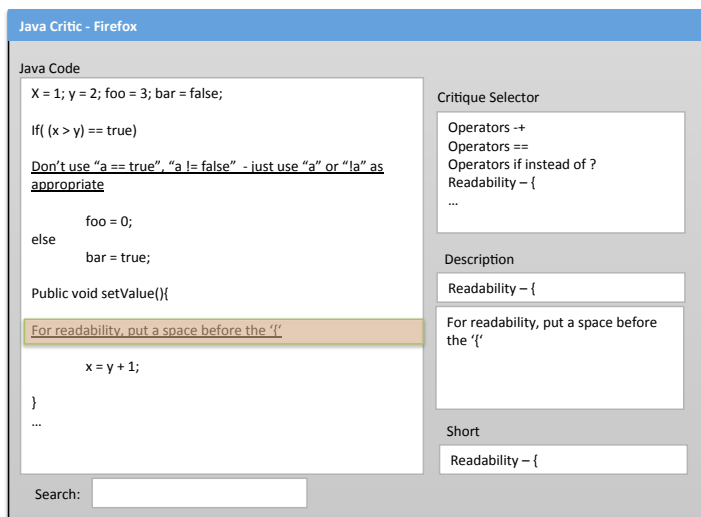 Java Critic - Firefox
Java Code
X = 1; y = 2; foo = 3; bar = false;
If( (x > y) == true)
Don’t use “a == true”, “a != false”  - just use “a” or “!a” as
appropriate
foo = 0;
else
bar = true;
Public void setValue(){
For readability, put a space before the ‘{‘
x = y + 1;
}
…
Search:
Critique Selector
Operators -+
Operators ==
Operators if instead of ?
Readability – {
…
Description
Readability – {
For readability, put a space before
the ‘{‘
Short
Readability – {